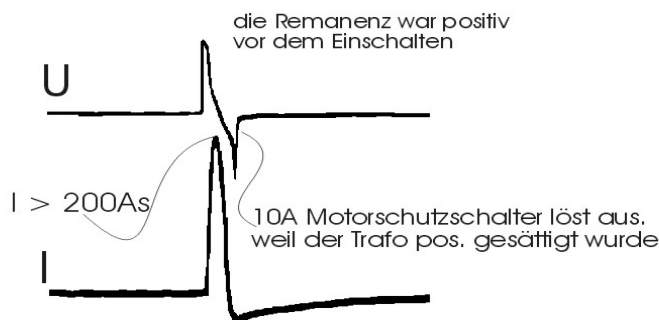 die Remanenz war positiv
vor dem Einschalten
U
I > 200As
10A Motorschutzschalter löst aus.
weil der Trafo pos. gesättigt wurde
I